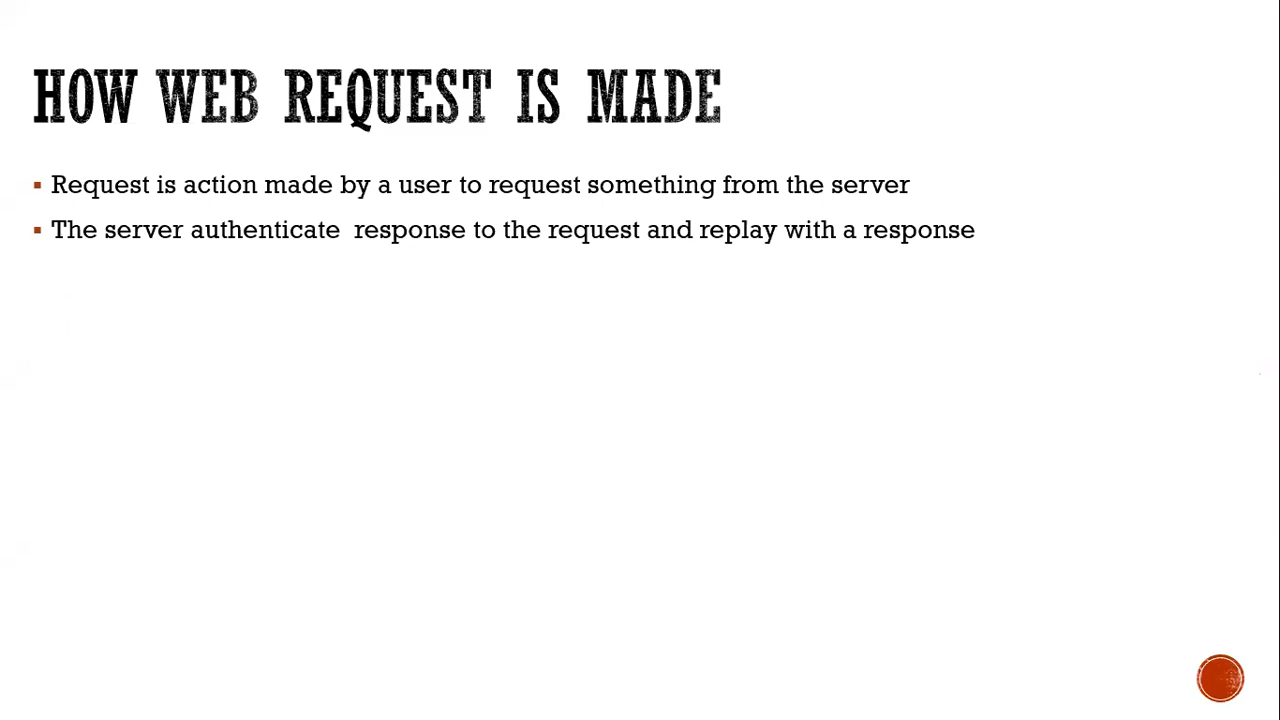 HOW WEB REQUEST IS MADE
▪ Request is action made by a user to request something from the server
▪ The server authenticate  response to the request and replay with a response